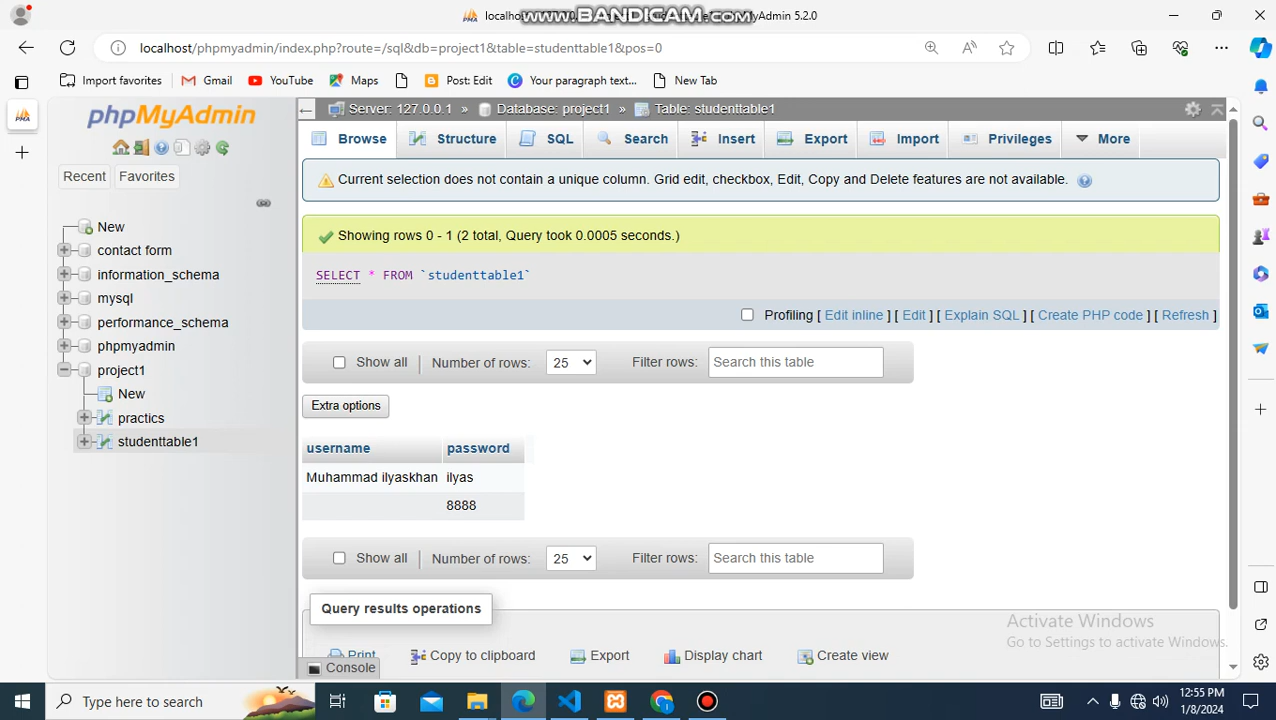 localhost
www.BANDICAM.com
MyAdmin 5.2.0
localhost/phpmyadmin/index.php?route=/sql&db=project1&table=studenttable1&pos=0
Import favorites
Gmail
YouTube
Maps
Post: Edit
Your paragraph text...
New Tab
phpMyAdmin
Recent
Favorites
New
contact form
information_schema
mysql
performance_schema
phpmyadmin
project1
New
practics
studenttable1
Server: 127.0.0.1 » Database: project1 » Table: studenttable1
Browse
Structure
SQL
Search
Insert
Export
Import
Privileges
More
Current selection does not contain a unique column. Grid edit, checkbox, Edit, Copy and Delete features are not available.
Showing rows 0 - 1 (2 total, Query took 0.0005 seconds.)
SELECT * FROM `studenttable1`
Profiling [ Edit inline ] [ Edit ] [ Explain SQL ] [ Create PHP code ] [ Refresh ]
Show all
Number of rows: 25
Filter rows: Search this table
Extra options
username password
Muhammad ilyaskhan ilyas
8888
Show all
Number of rows: 25
Filter rows: Search this table
Query results operations
Print
Copy to clipboard
Export
Display chart
Create view
Console
Activate Windows
Go to Settings to activate Windows.
Type here to search
12:55 PM
1/8/2024